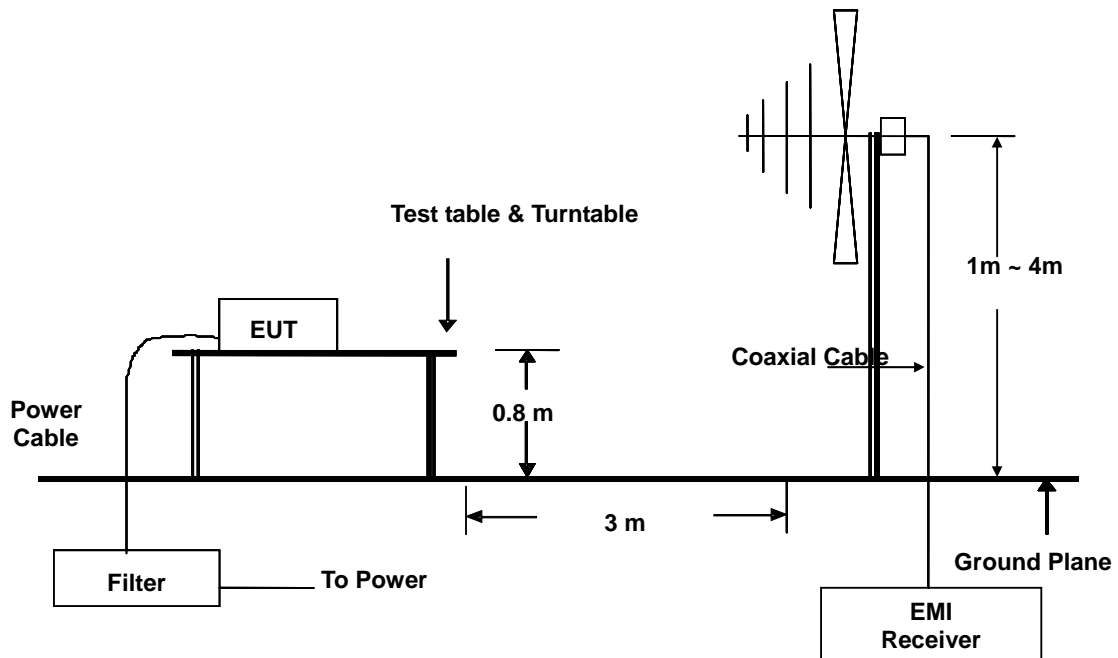 Test table & Turntable
1m ~ 4m
EUT
Coaxial Cable
0.8 m
Power
Cable
3 m
Ground Plane
Filter
To Power
EMI
Receiver